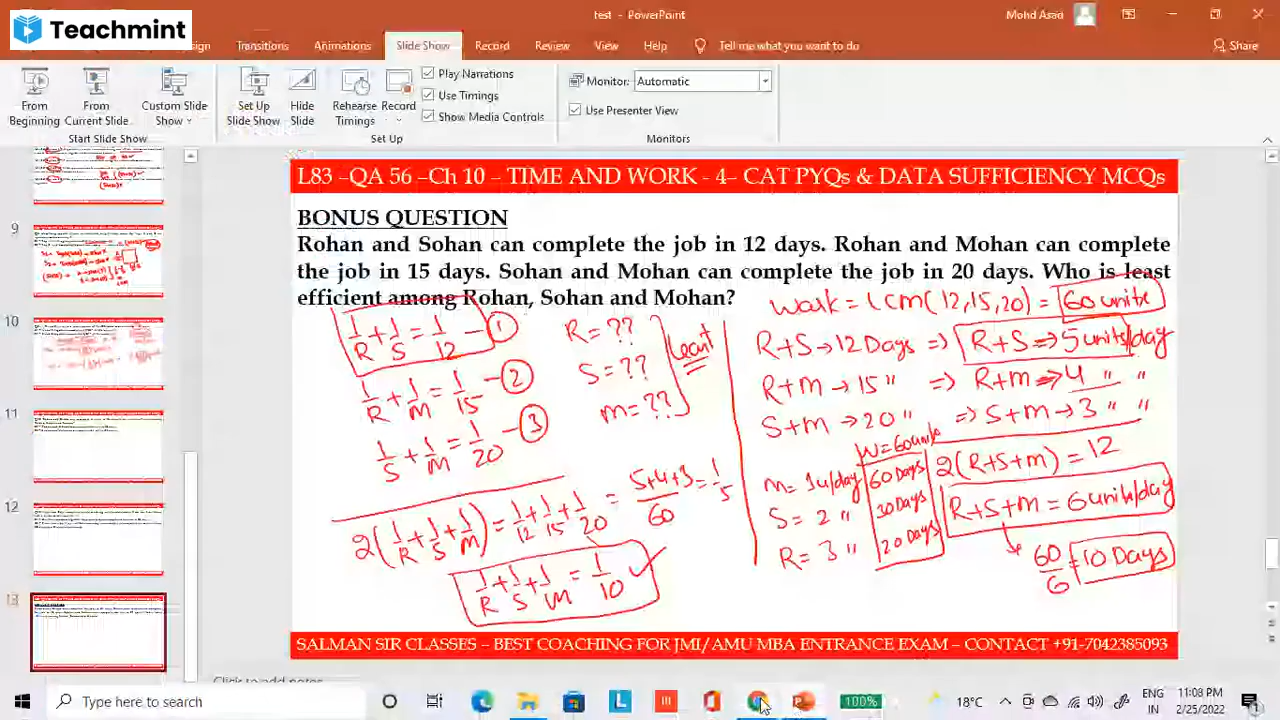 Teachmint
Mohd Asad
Transitions
Animations
Slide Show
Record
Review
View
Help
Tell me what you want to do
Share
From Beginning
From Current Slide
Custom Slide Show
Set Up Slide Show
Hide Slide
Rehearse Timings
Record
Play Narrations
Use Timings
Show Media Controls
Monitor: Automatic
Use Presenter View
Start Slide Show
Set Up
Monitors
L83 –QA 56 –Ch 10 – TIME AND WORK - 4– CAT PYQs & DATA SUFFICIENCY MCQs
BONUS QUESTION
Rohan and Sohan can complete the job in 12 days. Rohan and Mohan can complete
the job in 15 days. Sohan and Mohan can complete the job in 20 days. Who is least
efficient among Rohan, Sohan and Mohan?
1/R + 1/S = 1/12 - ①
1/R + 1/M = 1/15 - ②
1/S + 1/M = 1/20 - ③
2(1/R + 1/S + 1/M) = 1/12 + 1/15 + 1/20 = 5+4+3/60 = 1/5
1/R + 1/S + 1/M = 1/10
R = ??
S = ??
m = ??
Least
Work = LCM(12,15,20) = 60 units
R+S → 12 Days ⇒ R+S ⇒ 5 units/day
R+m → 15 " ⇒ R+m → 4 " "
S+m → 20 " ⇒ S+m → 3 " "
W = 60 units
m = 1u/day 60 Days
S = 2 " 30 Days
R = 3 " 20 Days
2(R+S+m) = 12
R+S+m = 6 units/day
60/6 = 10 Days
SALMAN SIR CLASSES – BEST COACHING FOR JMI/AMU MBA ENTRANCE EXAM – CONTACT +91-7042385093
10
11
12
13
Click to add notes
Type here to search
100%
18°C
ENG
IN
11:08 PM
2/25/2022